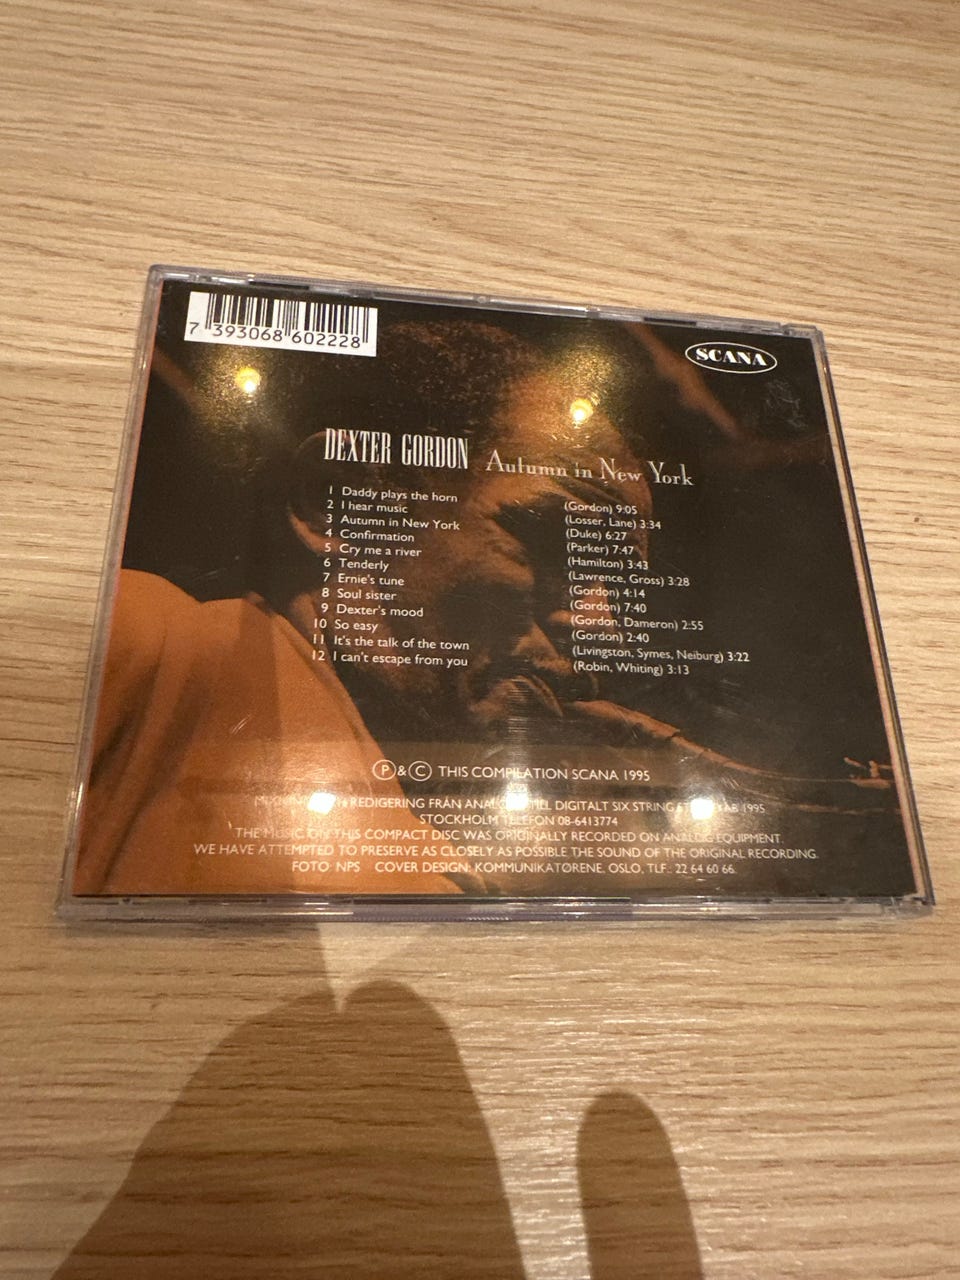 7 393068 602228
SCANA
DEXTER GORDON Autumn in New York
1 Daddy plays the horn (Gordon) 9:05
2 I hear music (Losser, Lane) 3:34
3 Autumn in New York (Duke) 6:27
4 Confirmation (Parker) 7:47
5 Cry me a river (Hamilton) 3:43
6 Tenderly (Lawrence, Gross) 3:28
7 Ernie's tune (Gordon) 4:14
8 Soul sister (Gordon) 7:40
9 Dexter's mood (Gordon, Dameron) 2:55
10 So easy (Gordon) 2:40
11 It's the talk of the town (Livingston, Symes, Neiburg) 3:22
12 I can't escape from you (Robin, Whiting) 3:13
P & C THIS COMPILATION SCANA 1995
REDIGERING FRÅN TILL DIGITALT SIX STRING AB 1995
STOCKHOLM TELEFON 08-6413774
THE MUSIC ON THIS COMPACT DISC WAS ORIGINALLY RECORDED ON ANALOG EQUIPMENT.
WE HAVE ATTEMPTED TO PRESERVE AS CLOSELY AS POSSIBLE THE SOUND OF THE ORIGINAL RECORDING.
FOTO: NPS COVER DESIGN: KOMMUNIKATØRENE, OSLO, TLF.: 22 64 60 66.